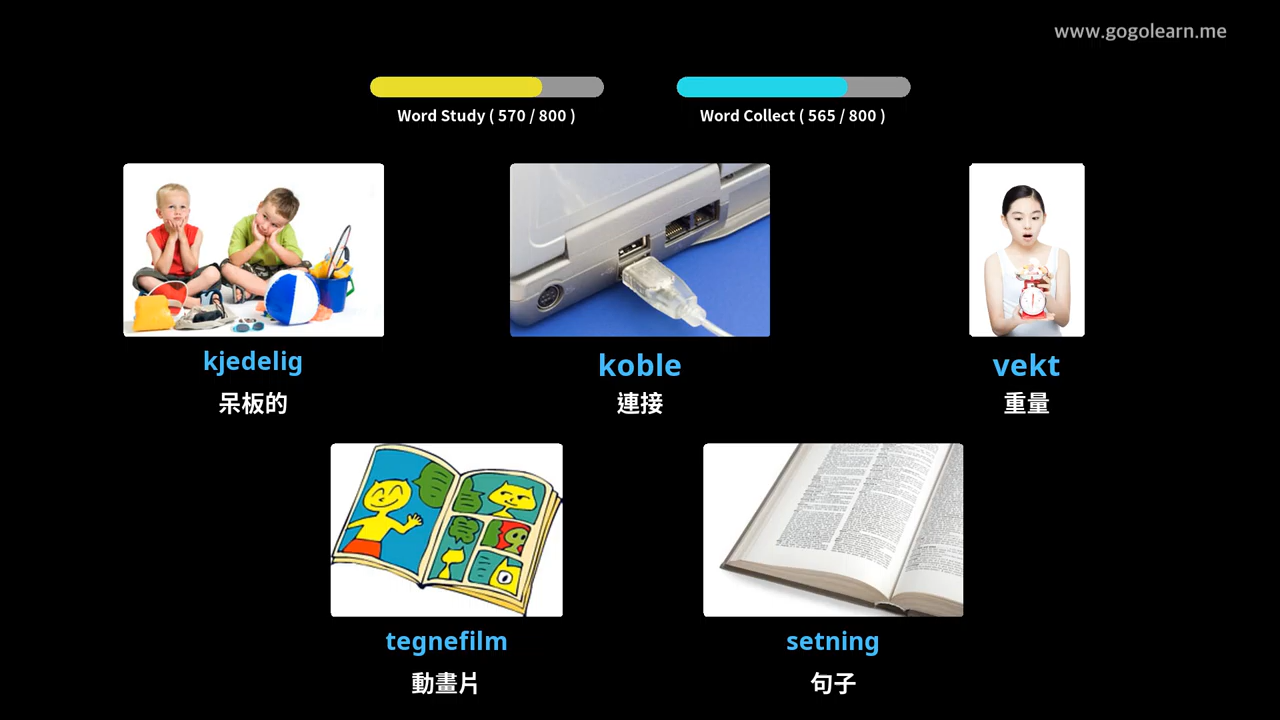 www.gogolearn.me
Word Study ( 570 / 800 )
Word Collect ( 565 / 800 )
kjedelig
呆板的
koble
連接
vekt
重量
tegnefilm
動畫片
setning
句子